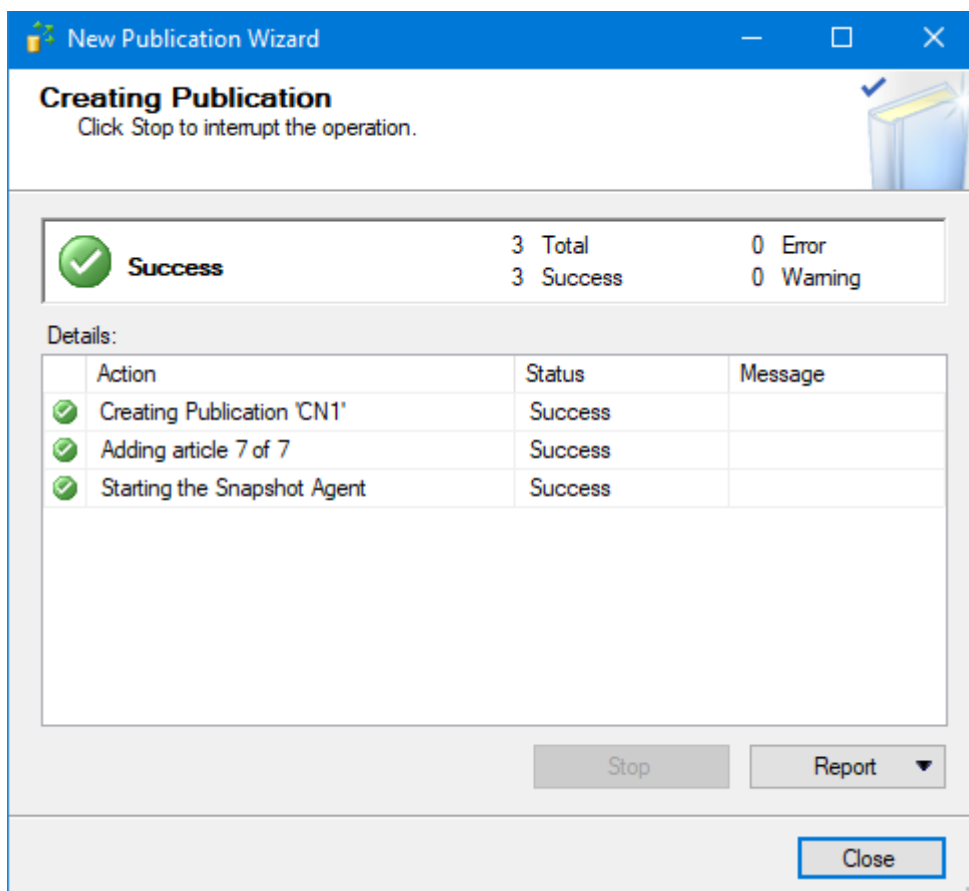 New Publication Wizard
Creating Publication
Click Stop to interrupt the operation.
Success 3 Total 0 Error
3 Success 0 Warning
Details:
Action Status Message
Creating Publication 'CN1' Success
Adding article 7 of 7 Success
Starting the Snapshot Agent Success
Stop Report
Close